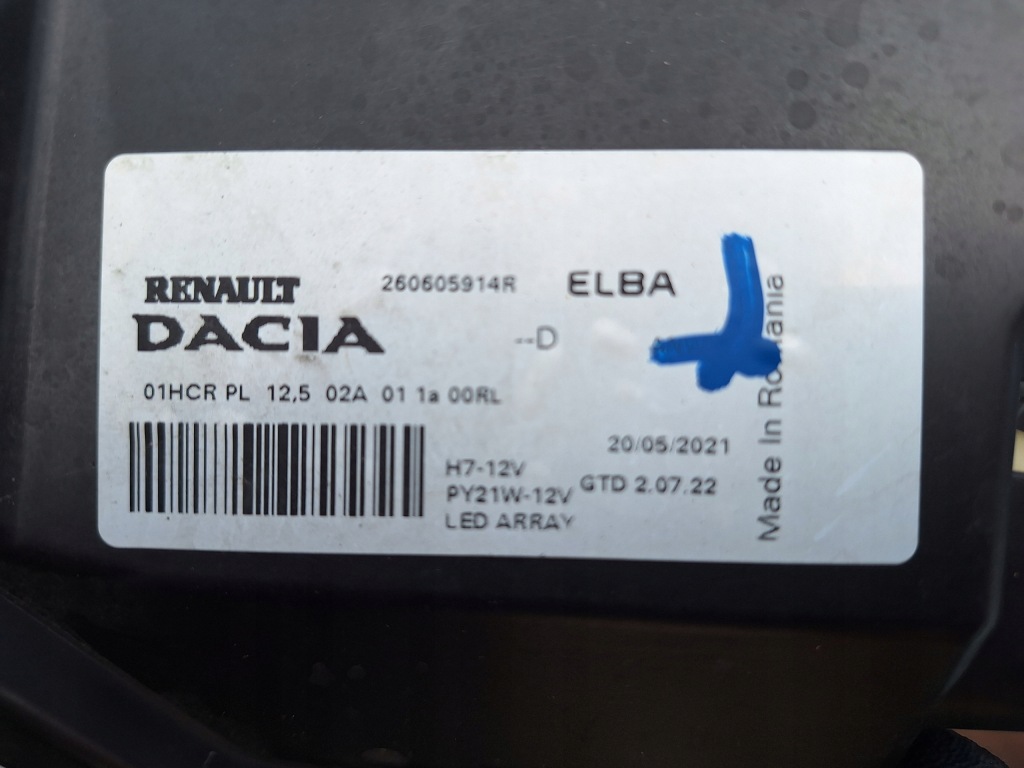 RENAULT 260605914R ELBA
DACIA --D
01HCR PL 12,5 02A 01 1a 00RL
20/05/2021
H7-12V
PY21W-12V GTD 2.07.22
LED ARRAY
Made In Romania